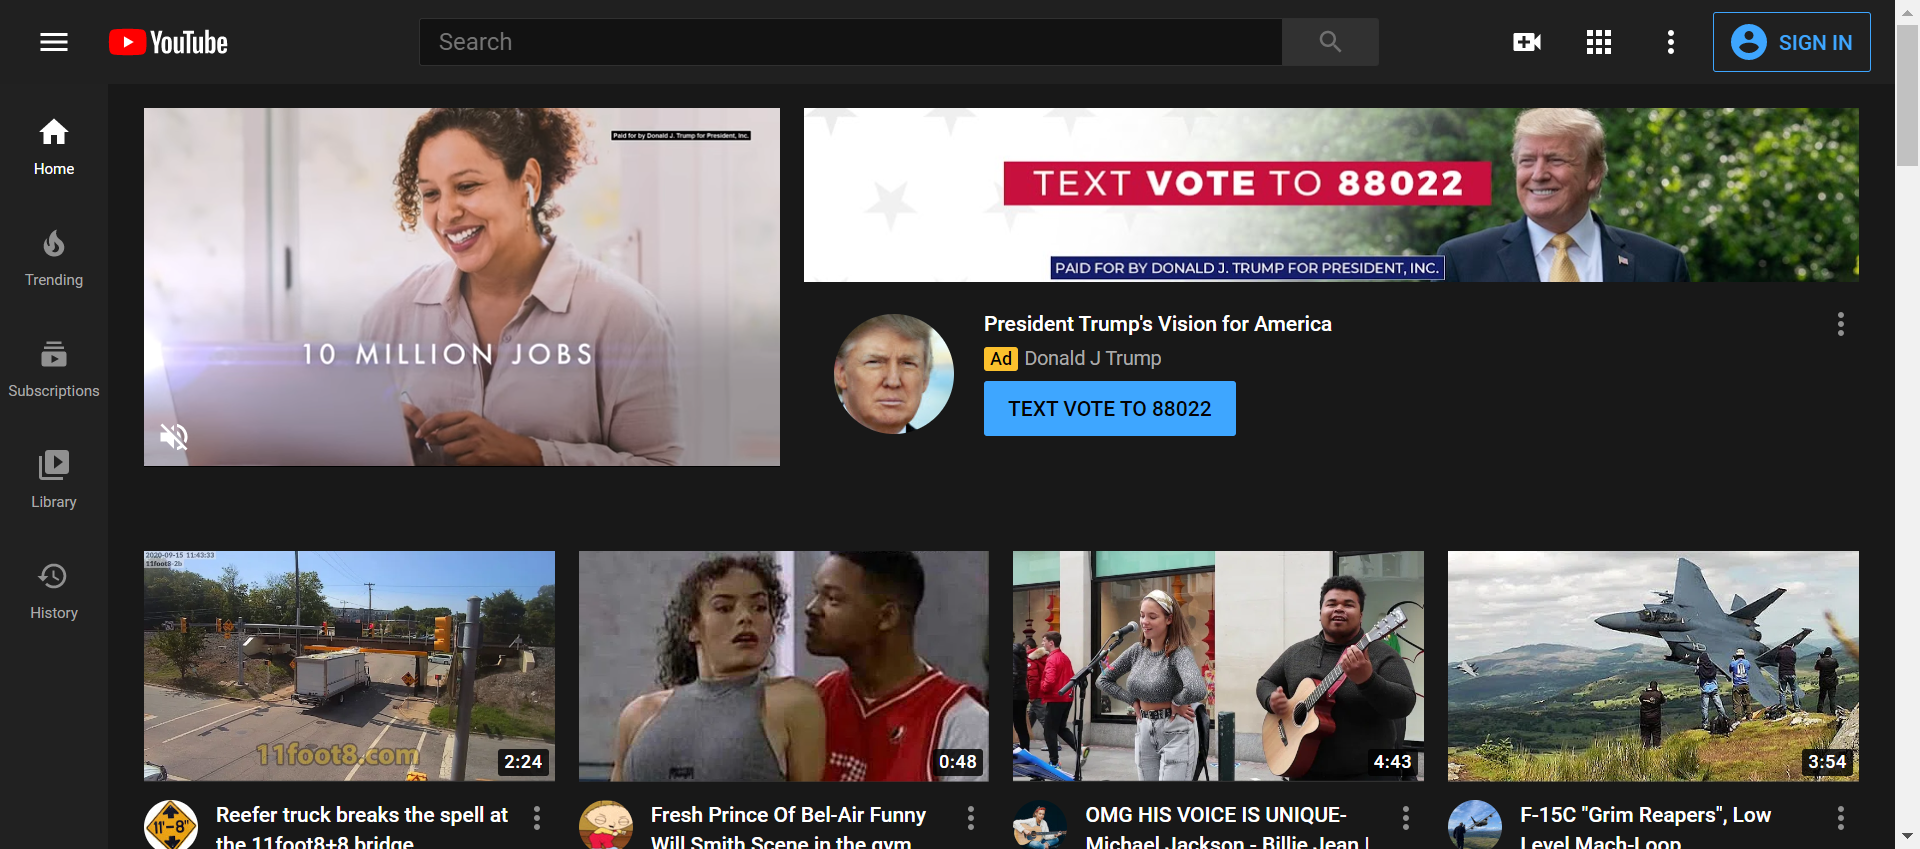 YouTube
Search
SIGN IN
Home
Trending
Subscriptions
Library
History
Paid for by Donald J. Trump for President, Inc.
10 MILLION JOBS
TEXT VOTE TO 88022
PAID FOR BY DONALD J. TRUMP FOR PRESIDENT, INC.
President Trump's Vision for America
Ad Donald J Trump
TEXT VOTE TO 88022
2020-09-15 11:43:33
11foot8-2b
11foot8.com
2:24
0:48
4:43
3:54
11'-8"
Reefer truck breaks the spell at
the 11foot8+8 bridge
Fresh Prince Of Bel-Air Funny
Will Smith Scene in the gym
OMG HIS VOICE IS UNIQUE-
Michael Jackson - Billie Jean |
F-15C "Grim Reapers", Low
Level Mach-Loop